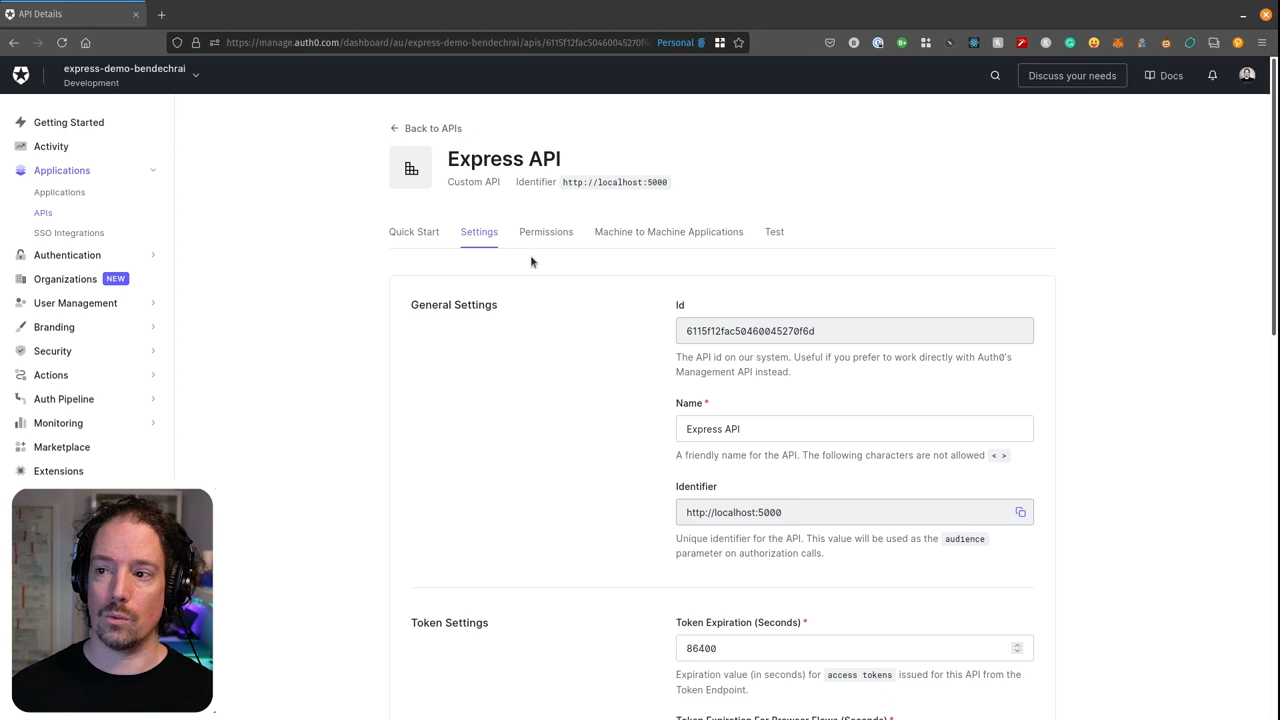 API Details
https://manage.auth0.com/dashboard/au/express-demo-bendechrai/apis/6115f12fac50460045270f6
Personal
express-demo-bendechrai
Development
Discuss your needs
Docs
Getting Started
Activity
Applications
Applications
APIs
SSO Integrations
Authentication
Organizations NEW
User Management
Branding
Security
Actions
Auth Pipeline
Monitoring
Marketplace
Extensions
Back to APIs
Express API
Custom API Identifier http://localhost:5000
Quick Start Settings Permissions Machine to Machine Applications Test
General Settings
Id
6115f12fac50460045270f6d
The API id on our system. Useful if you prefer to work directly with Auth0's
Management API instead.
Name *
Express API
A friendly name for the API. The following characters are not allowed < >
Identifier
http://localhost:5000
Unique identifier for the API. This value will be used as the audience
parameter on authorization calls.
Token Settings
Token Expiration (Seconds) *
86400
Expiration value (in seconds) for access tokens issued for this API from the
Token Endpoint.
Token Expiration For Browser Flows (Seconds) *